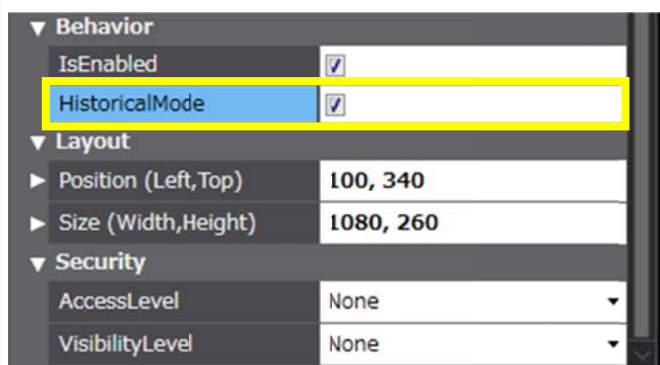 Behavior
IsEnabled
HistoricalMode
Layout
Position (Left,Top) 100, 340
Size (Width,Height) 1080, 260
Security
AccessLevel None
VisibilityLevel None